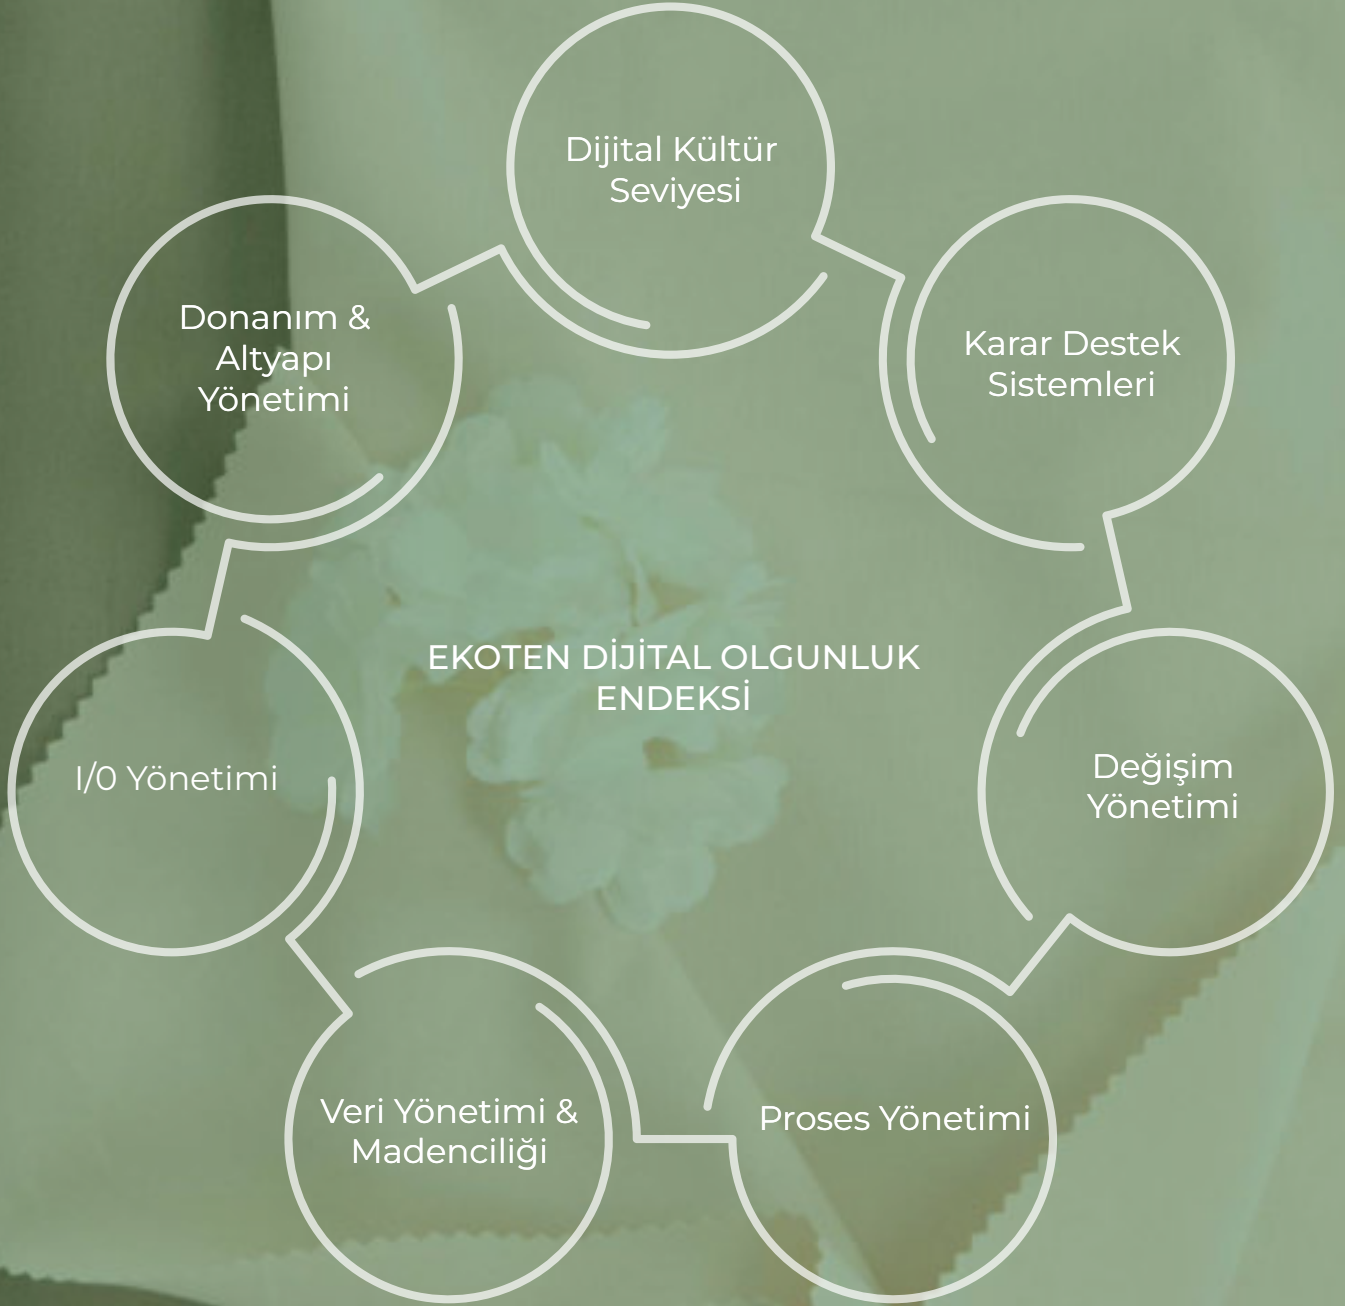 Dijital Kültür
Seviyesi
Karar Destek
Sistemleri
Değişim
Yönetimi
Proses Yönetimi
Veri Yönetimi &
Madenciliği
I/0 Yönetimi
Donanım &
Altyapı
Yönetimi
EKOTEN DİJİTAL OLGUNLUK
ENDEKSİ